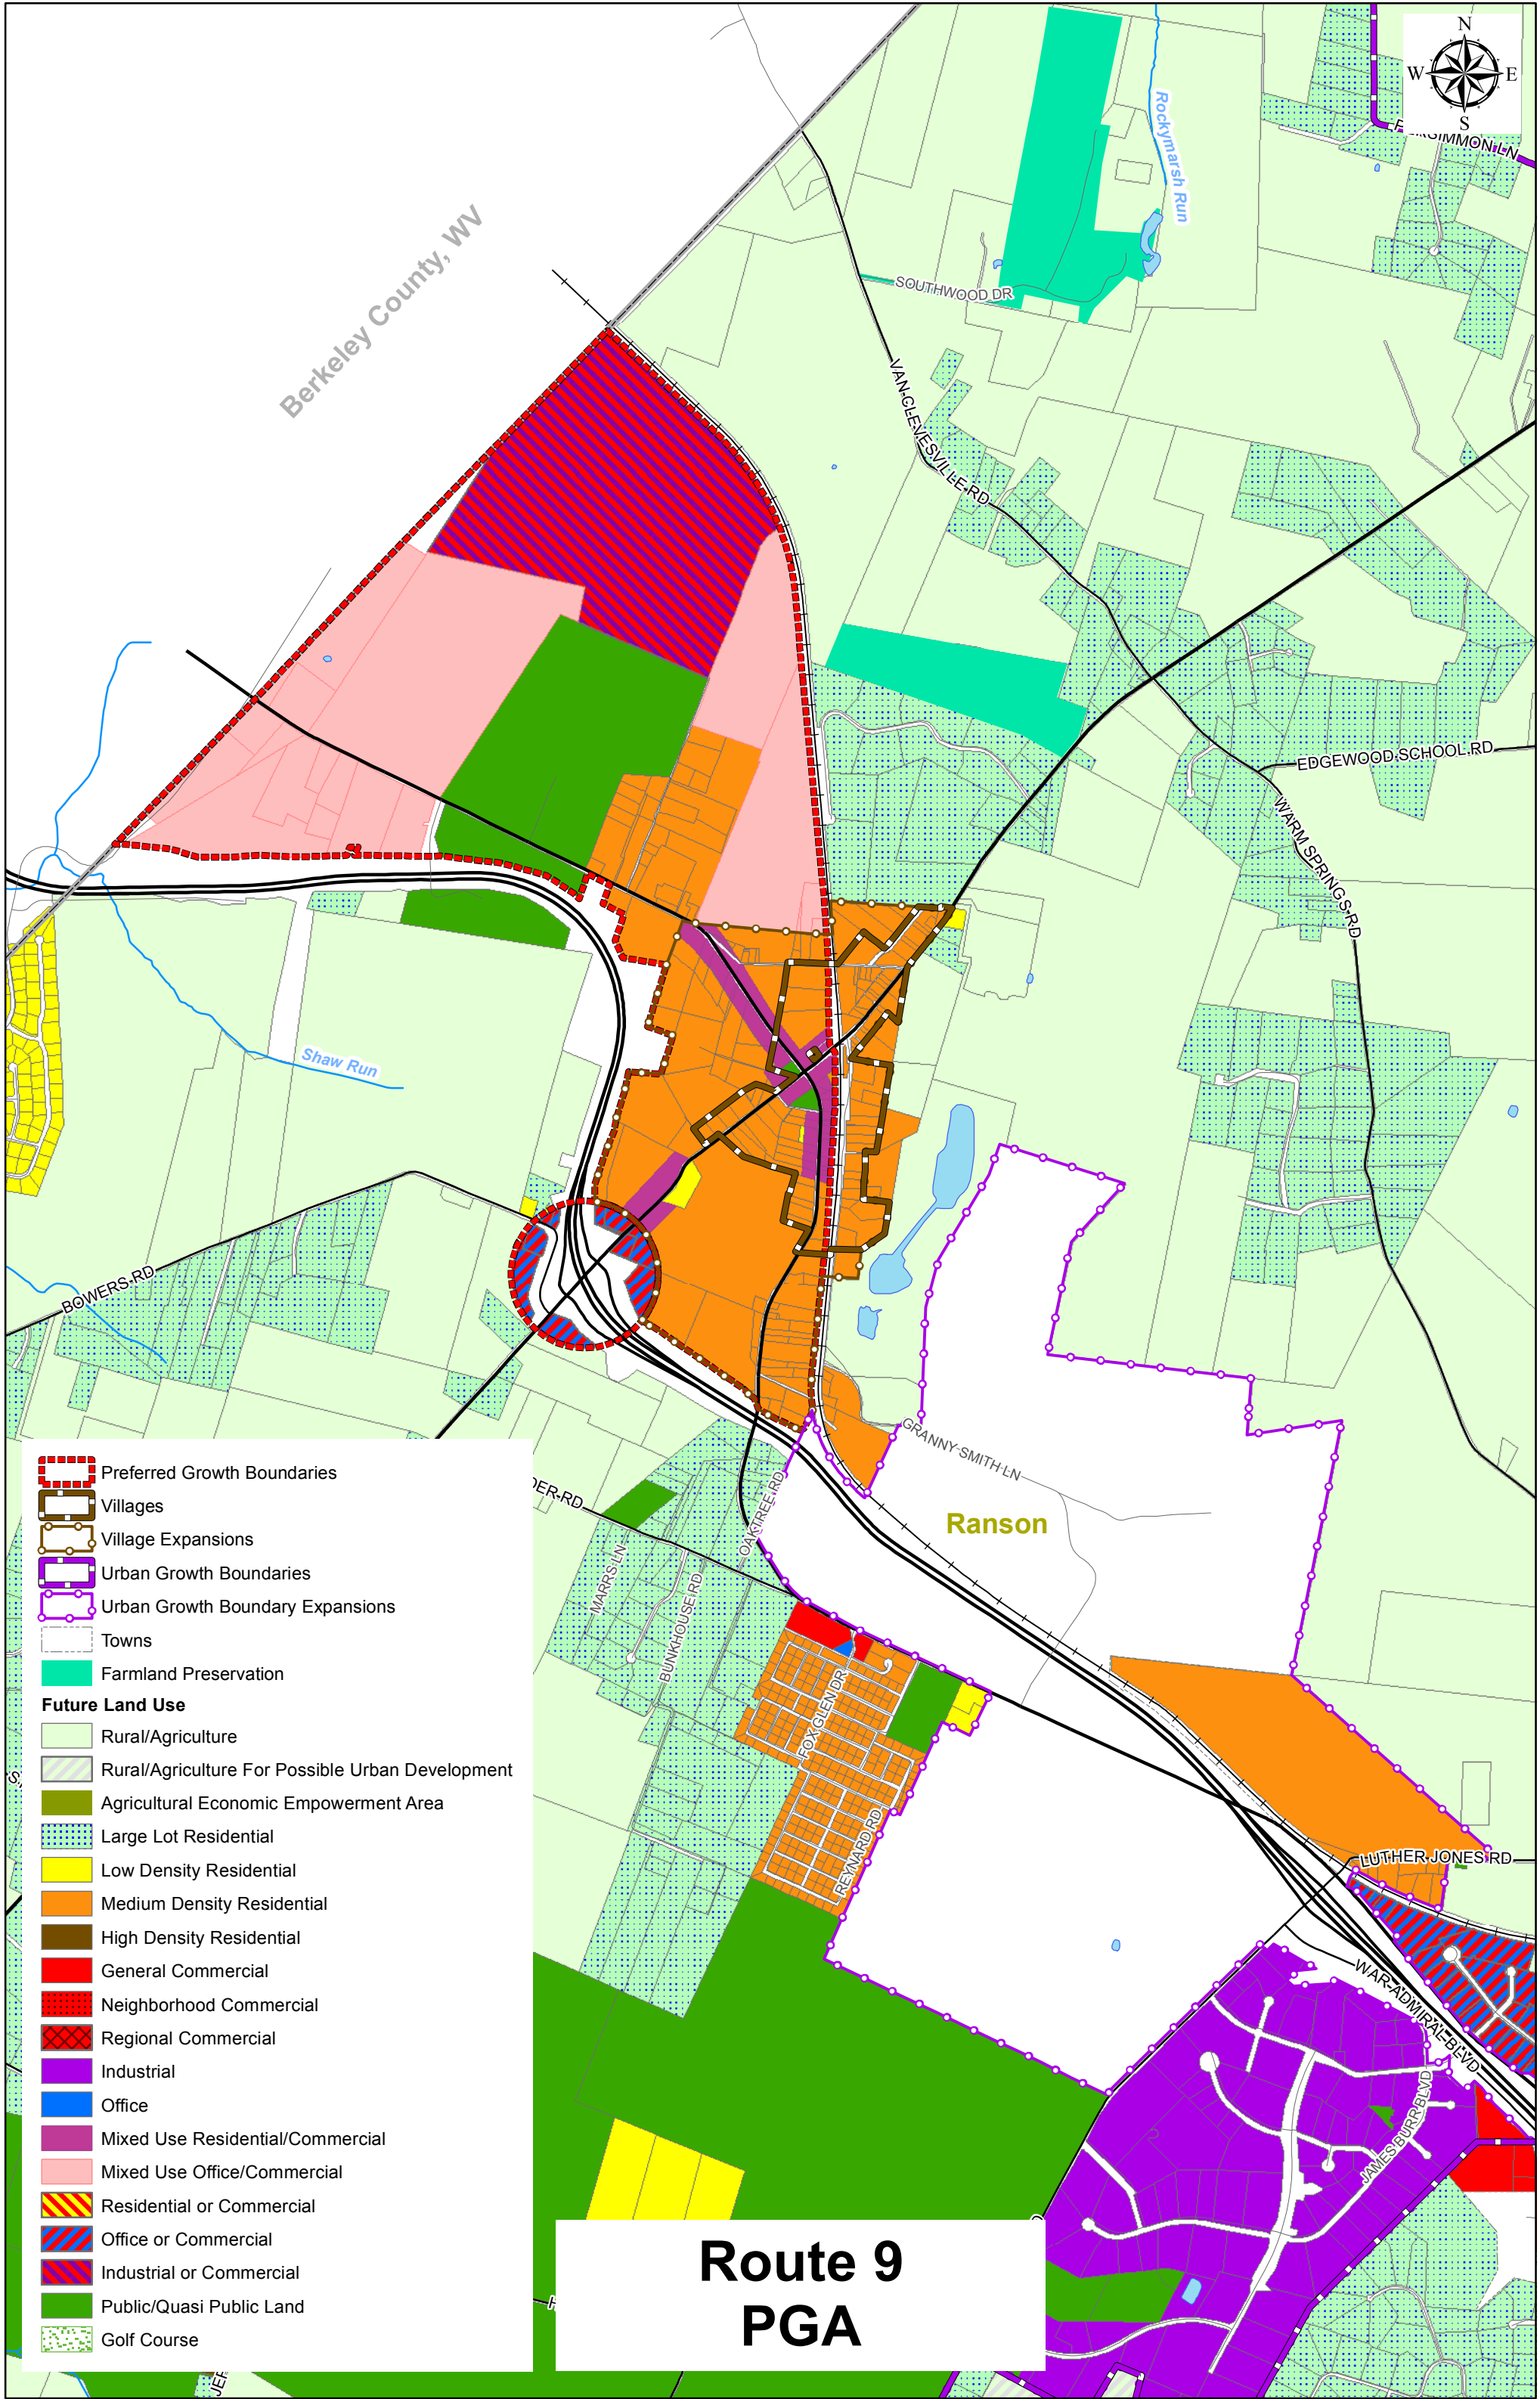 N
W E
S
PERSIMMON LN
Rockymarsh Run
Berkeley County, WV
SOUTHWOOD DR
VAN CLEVESVILLE RD
EDGEWOOD SCHOOL RD
WARM SPRINGS RD
Shaw Run
BOWERS RD
GRANNY SMITH LN
Ranson
DER RD
OAKTREE RD
MARRS LN
BUNKHOUSE RD
FOX GLEN DR
REYNARD RD
LUTHER JONES RD
WAR ADMIRAL BLVD
JAMES BURR BLVD
Preferred Growth Boundaries
Villages
Village Expansions
Urban Growth Boundaries
Urban Growth Boundary Expansions
Towns
Farmland Preservation
Future Land Use
Rural/Agriculture
Rural/Agriculture For Possible Urban Development
Agricultural Economic Empowerment Area
Large Lot Residential
Low Density Residential
Medium Density Residential
High Density Residential
General Commercial
Neighborhood Commercial
Regional Commercial
Industrial
Office
Mixed Use Residential/Commercial
Mixed Use Office/Commercial
Residential or Commercial
Office or Commercial
Industrial or Commercial
Public/Quasi Public Land
Golf Course
Route 9
PGA